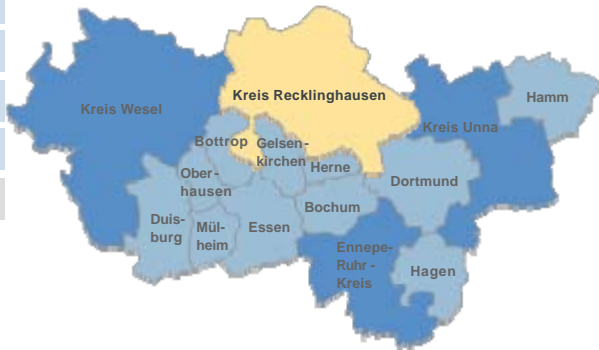 Kreis Recklinghausen
Hamm
Kreis Wesel
Kreis Unna
Bottrop
Gelsen-
kirchen
Herne
Ober-
hausen
Dortmund
Bochum
Duis-
burg
Mül-
heim
Essen
Ennepe-
Ruhr -
Kreis
Hagen